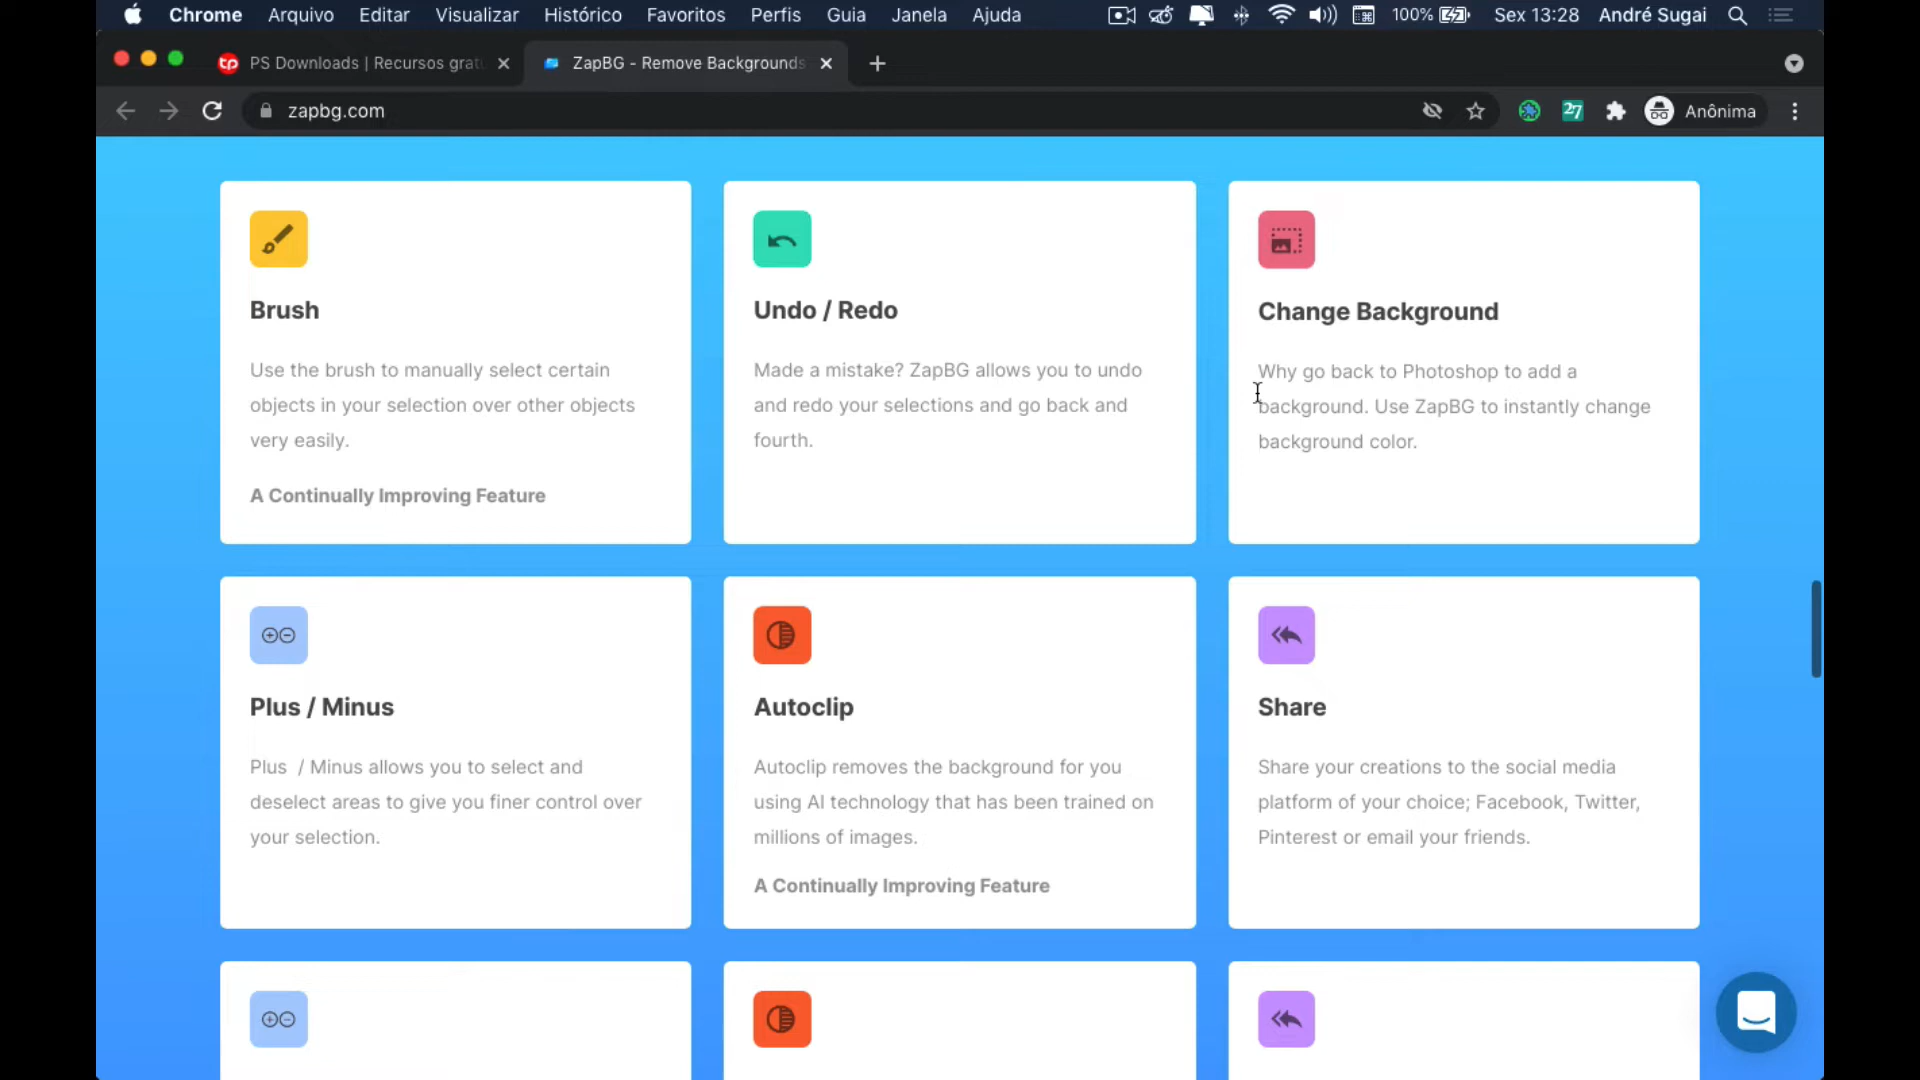 Chrome Arquivo Editar Visualizar Histórico Favoritos Perfis Guia Janela Ajuda 100% Sex 13:28 André Sugai
tp PS Downloads | Recursos grat ZapBG - Remove Backgrounds
zapbg.com 27 Anônima
Brush
Use the brush to manually select certain
objects in your selection over other objects
very easily.
A Continually Improving Feature
Undo / Redo
Made a mistake? ZapBG allows you to undo
and redo your selections and go back and
fourth.
Change Background
Why go back to Photoshop to add a
background. Use ZapBG to instantly change
background color.
Plus / Minus
Plus / Minus allows you to select and
deselect areas to give you finer control over
your selection.
Autoclip
Autoclip removes the background for you
using AI technology that has been trained on
millions of images.
A Continually Improving Feature
Share
Share your creations to the social media
platform of your choice; Facebook, Twitter,
Pinterest or email your friends.